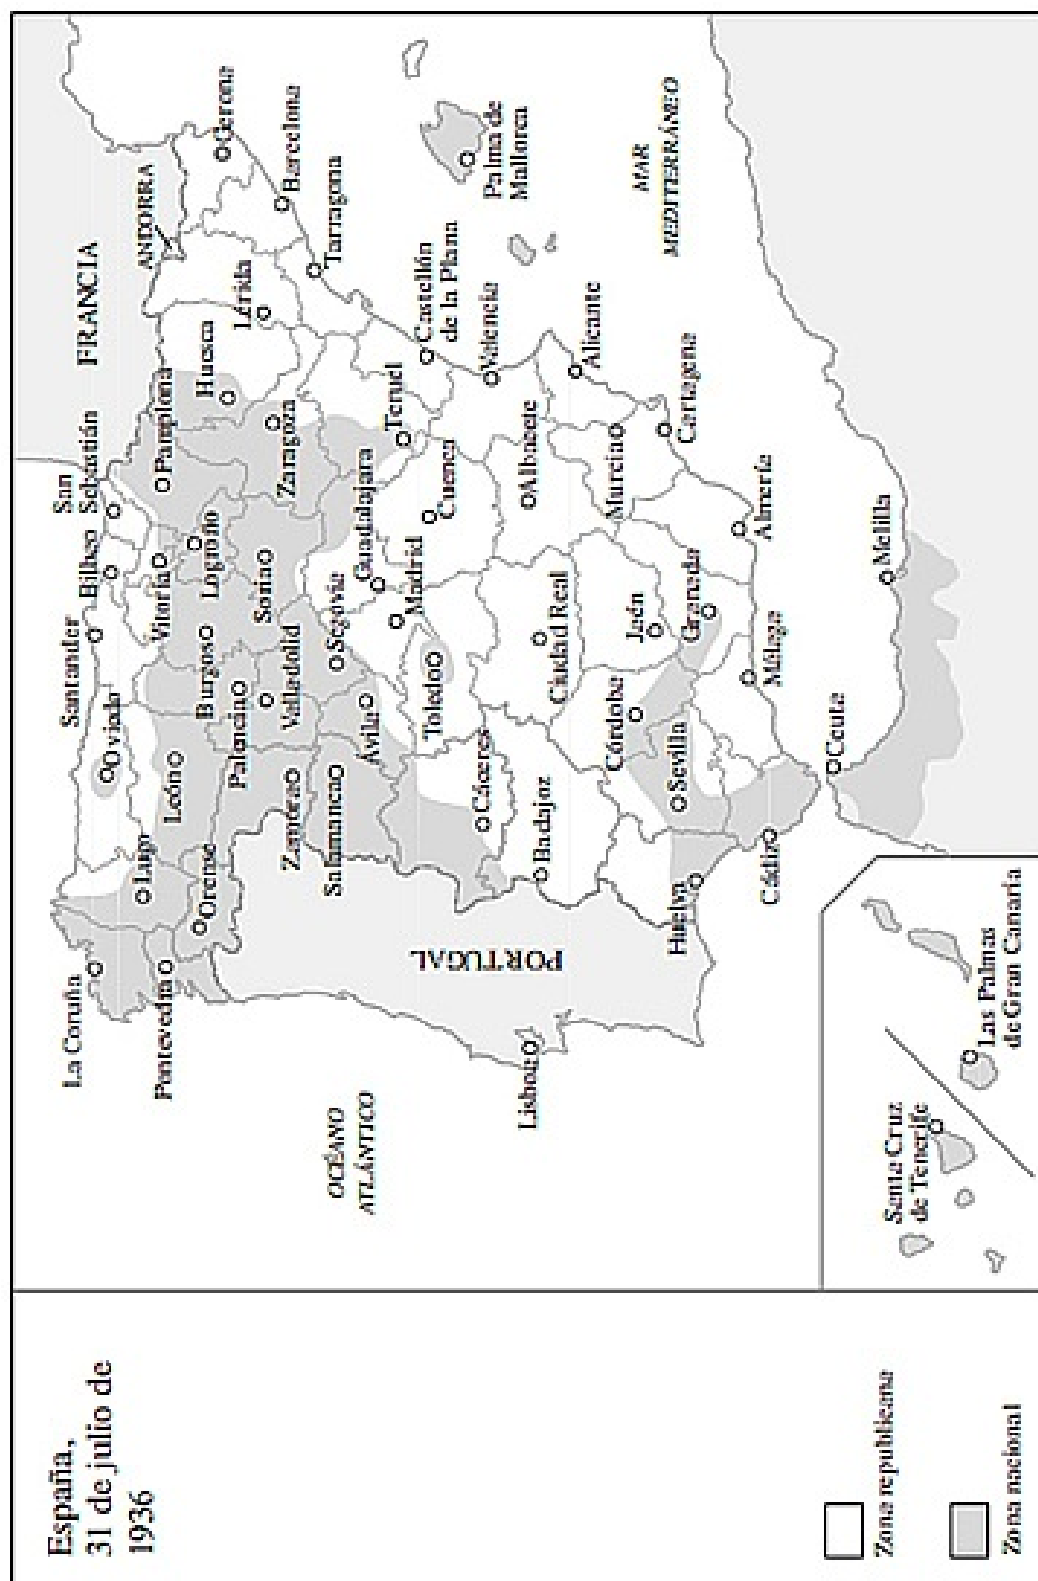 España,
31 de julio de
1936
Zona republicana
Zona nacional
FRANCIA
ANDORRA
PORTUGAL
OCÉANO
ATLÁNTICO
MAR
MEDITERRÁNEO
La Coruña
Lugo
Pontevedra
Orense
Oviedo
Santander
Bilbao
San
Sebastián
Vitoria
Pamplona
León
Burgos
Logroño
Palencia
Huesca
Lérida
Gerona
Barcelona
Tarragona
Zamora
Valladolid
Soria
Zaragoza
Salamanca
Segovia
Ávila
Guadalajara
Teruel
Madrid
Toledo
Cuenca
Castellón
de la Plana
Valencia
Palma de
Mallorca
Cáceres
Badajoz
Ciudad Real
Albacete
Alicante
Lisboa
Córdoba
Jaén
Murcia
Cartagena
Huelva
Sevilla
Granada
Almería
Cádiz
Málaga
Ceuta
Melilla
Santa Cruz
de Tenerife
Las Palmas
de Gran Canaria